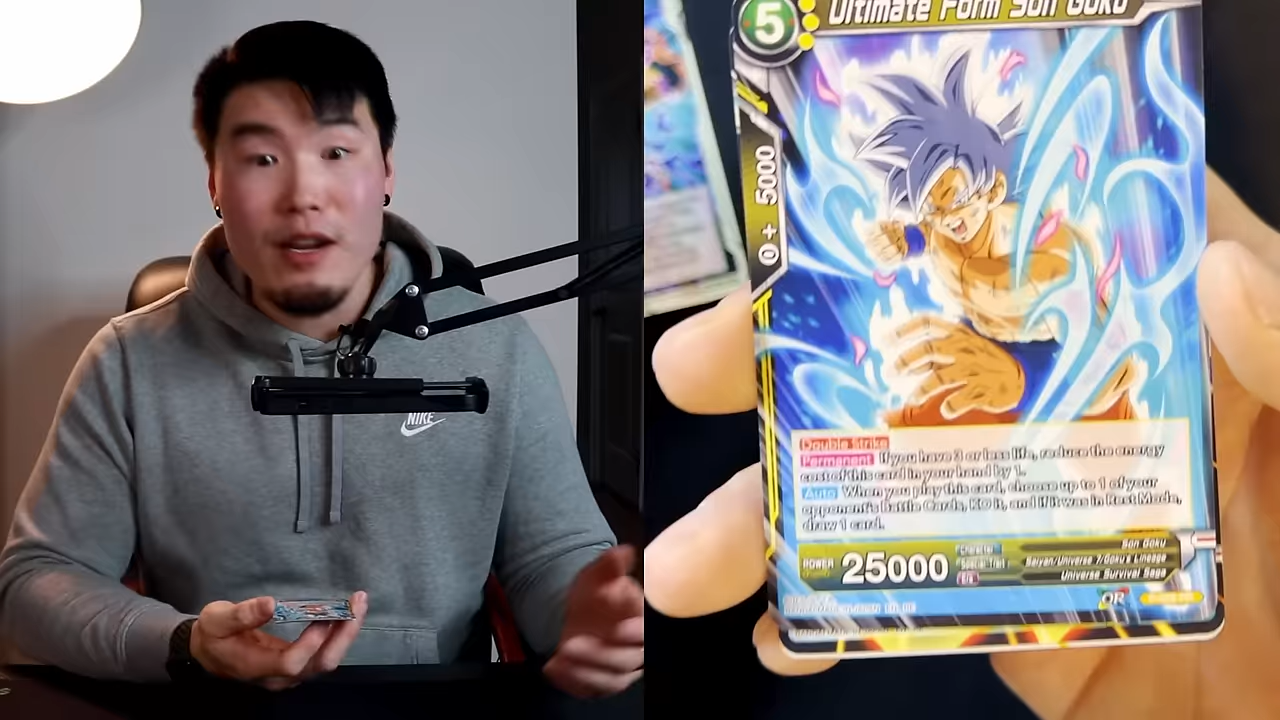 NIKE
5
Ultimate Form Son Goku
0 + 5000
Double Strike
Permanent If you have 3 or less life, reduce the energy
cost of this card in your hand by 1.
Auto When you play this card, choose up to 1 of your
opponent's Battle Cards, KO it, and if it was in Rest Mode,
draw 1 card.
POWER 25000
Character Son Goku
Special Trait Saiyan/Universe 7/Goku's Lineage
Era Universe Survival Saga